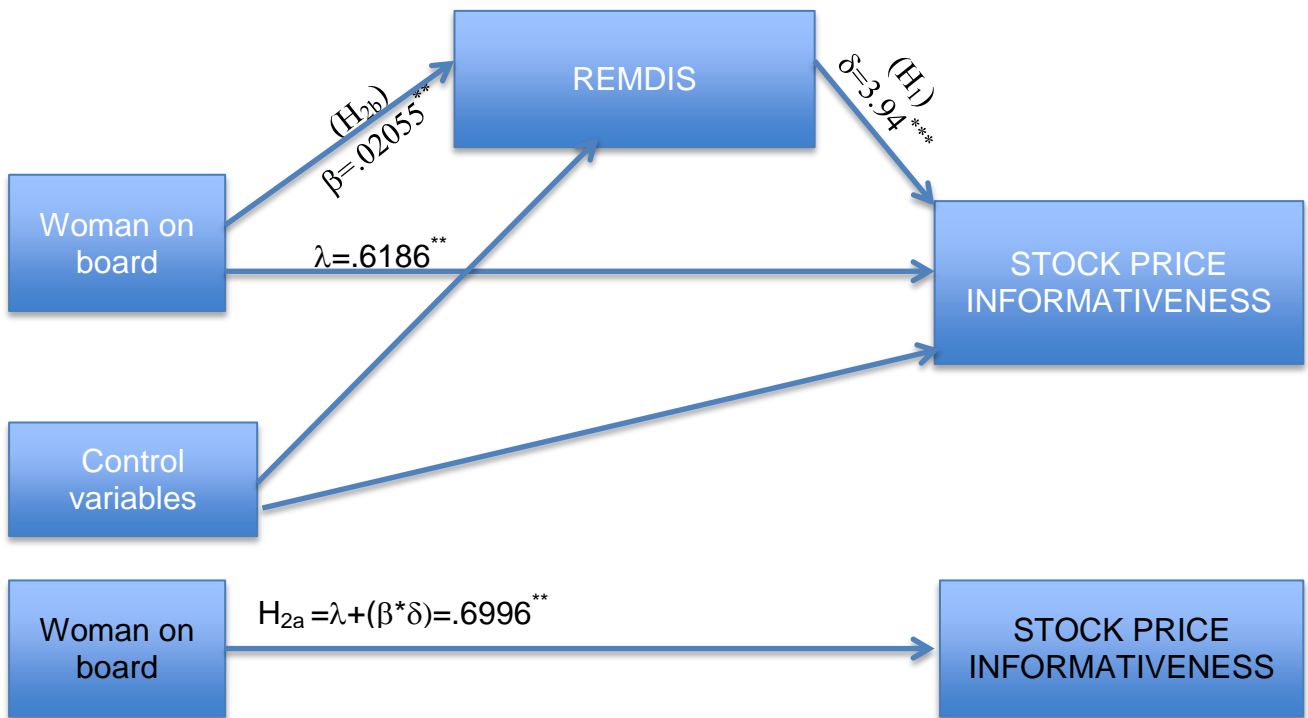 REMDIS
(H₁)
δ=3.94***
(H₂b)
β=.02055**
Woman on
board
λ=.6186**
STOCK PRICE
INFORMATIVENESS
Control
variables
Woman on
board
H₂ₐ =λ+(β*δ)=.6996**
STOCK PRICE
INFORMATIVENESS